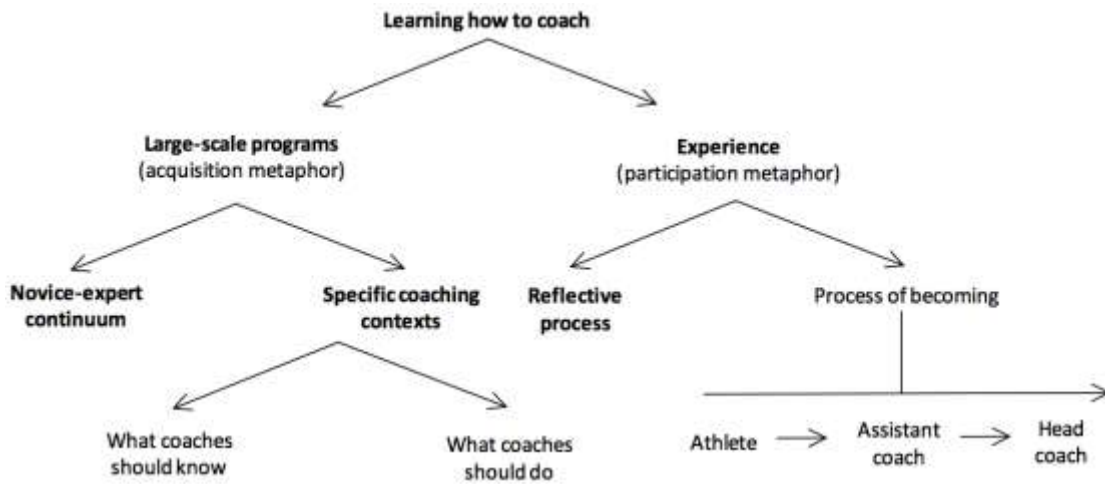 Learning how to coach
Large-scale programs
(acquisition metaphor)
Experience
(participation metaphor)
Novice-expert
continuum
Specific coaching
contexts
Reflective
process
Process of becoming
What coaches
should know
What coaches
should do
Athlete
Assistant
coach
Head
coach